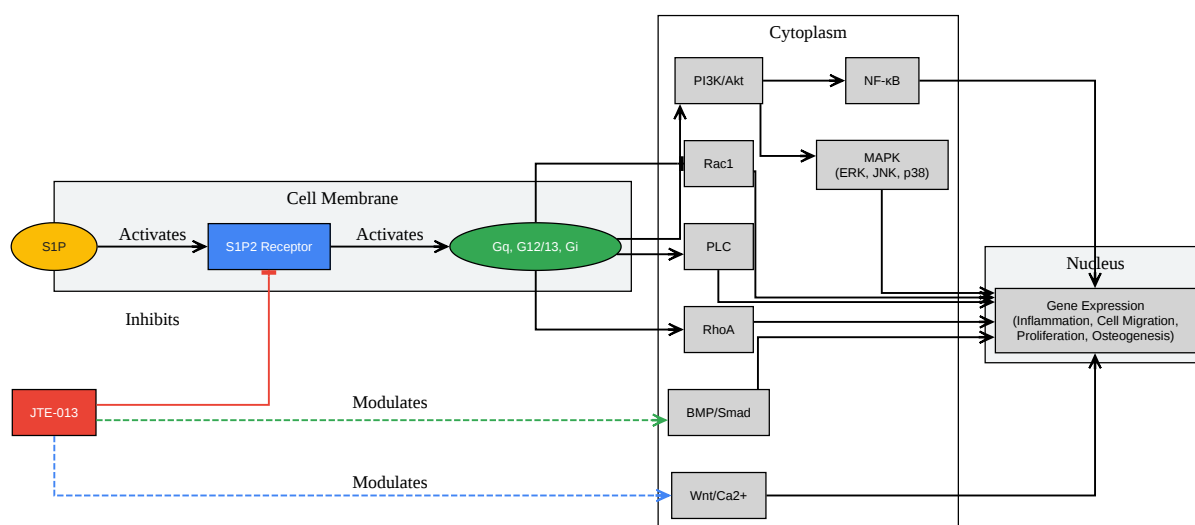 Cytoplasm
PI3K/Akt
NF-κB
Rac1
MAPK
(ERK, JNK, p38)
Cell Membrane
S1P
Activates
S1P2 Receptor
Activates
Gq, G12/13, Gi
PLC
Nucleus
Gene Expression
(Inflammation, Cell Migration,
Proliferation, Osteogenesis)
Inhibits
RhoA
JTE-013
Modulates
BMP/Smad
Modulates
Wnt/Ca2+